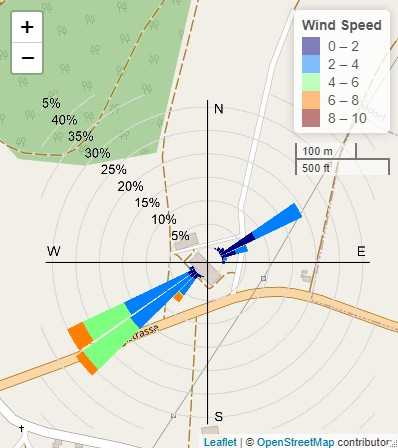 +
−
Wind Speed
0 – 2
2 – 4
4 – 6
6 – 8
8 – 10
100 m
500 ft
N
5%
40%
35%
30%
25%
20%
15%
10%
5%
W
E
S
Leaflet | © OpenStreetMap contributor